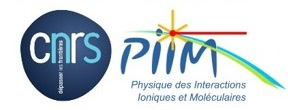 cnrs
dépasser les frontières
PIIM
Physique des Interactions
Ioniques et Moléculaires